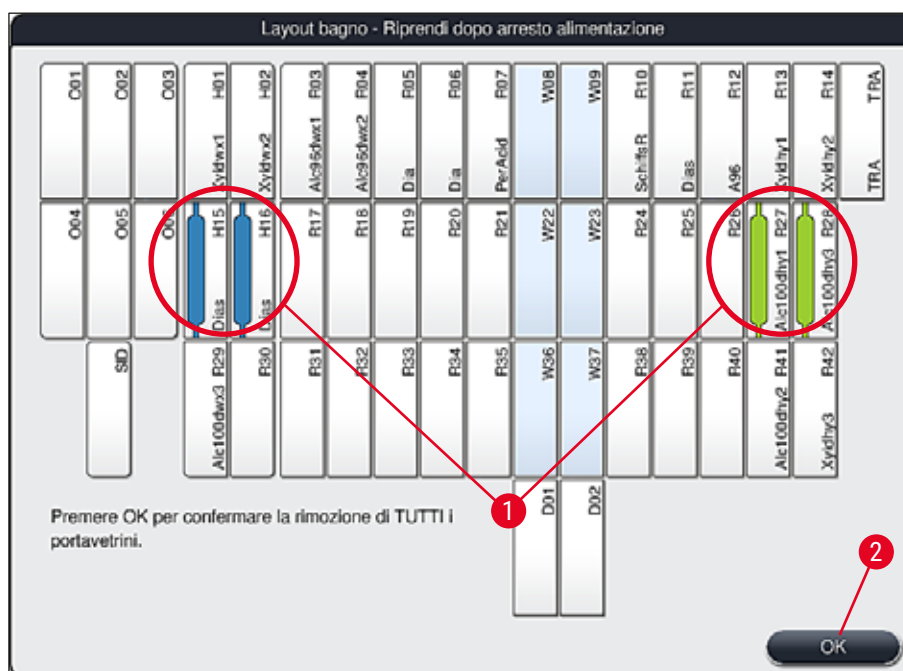 Layout bagno - Riprendi dopo arresto alimentazione
O01
O02
O03
Xyldwx1 H01
Xyldwx2 H02
Alc96dwx1 R03
Alc96dwx2 R04
Dia R05
Dia R06
PerAcid R07
W08
W09
SchiffsR R10
Dias R11
A96 R12
Xyldhy1 R13
Xyldhy2 R14
TRA TRA
O04
O05
Dias H15
Dias H16
R17
R18
R19
R20
R21
W22
W23
R24
R25
R26
Alc100dhy1 R27
Alc100dhy3 R28
SID
Alc100dwx3 R29
R30
R31
R32
R33
R34
R35
W36
W37
R38
R39
R40
Alc100dhy2 R41
Xyldhy3 R42
D01
D02
Premere OK per confermare la rimozione di TUTTI i
portavetrini.
1
2
OK